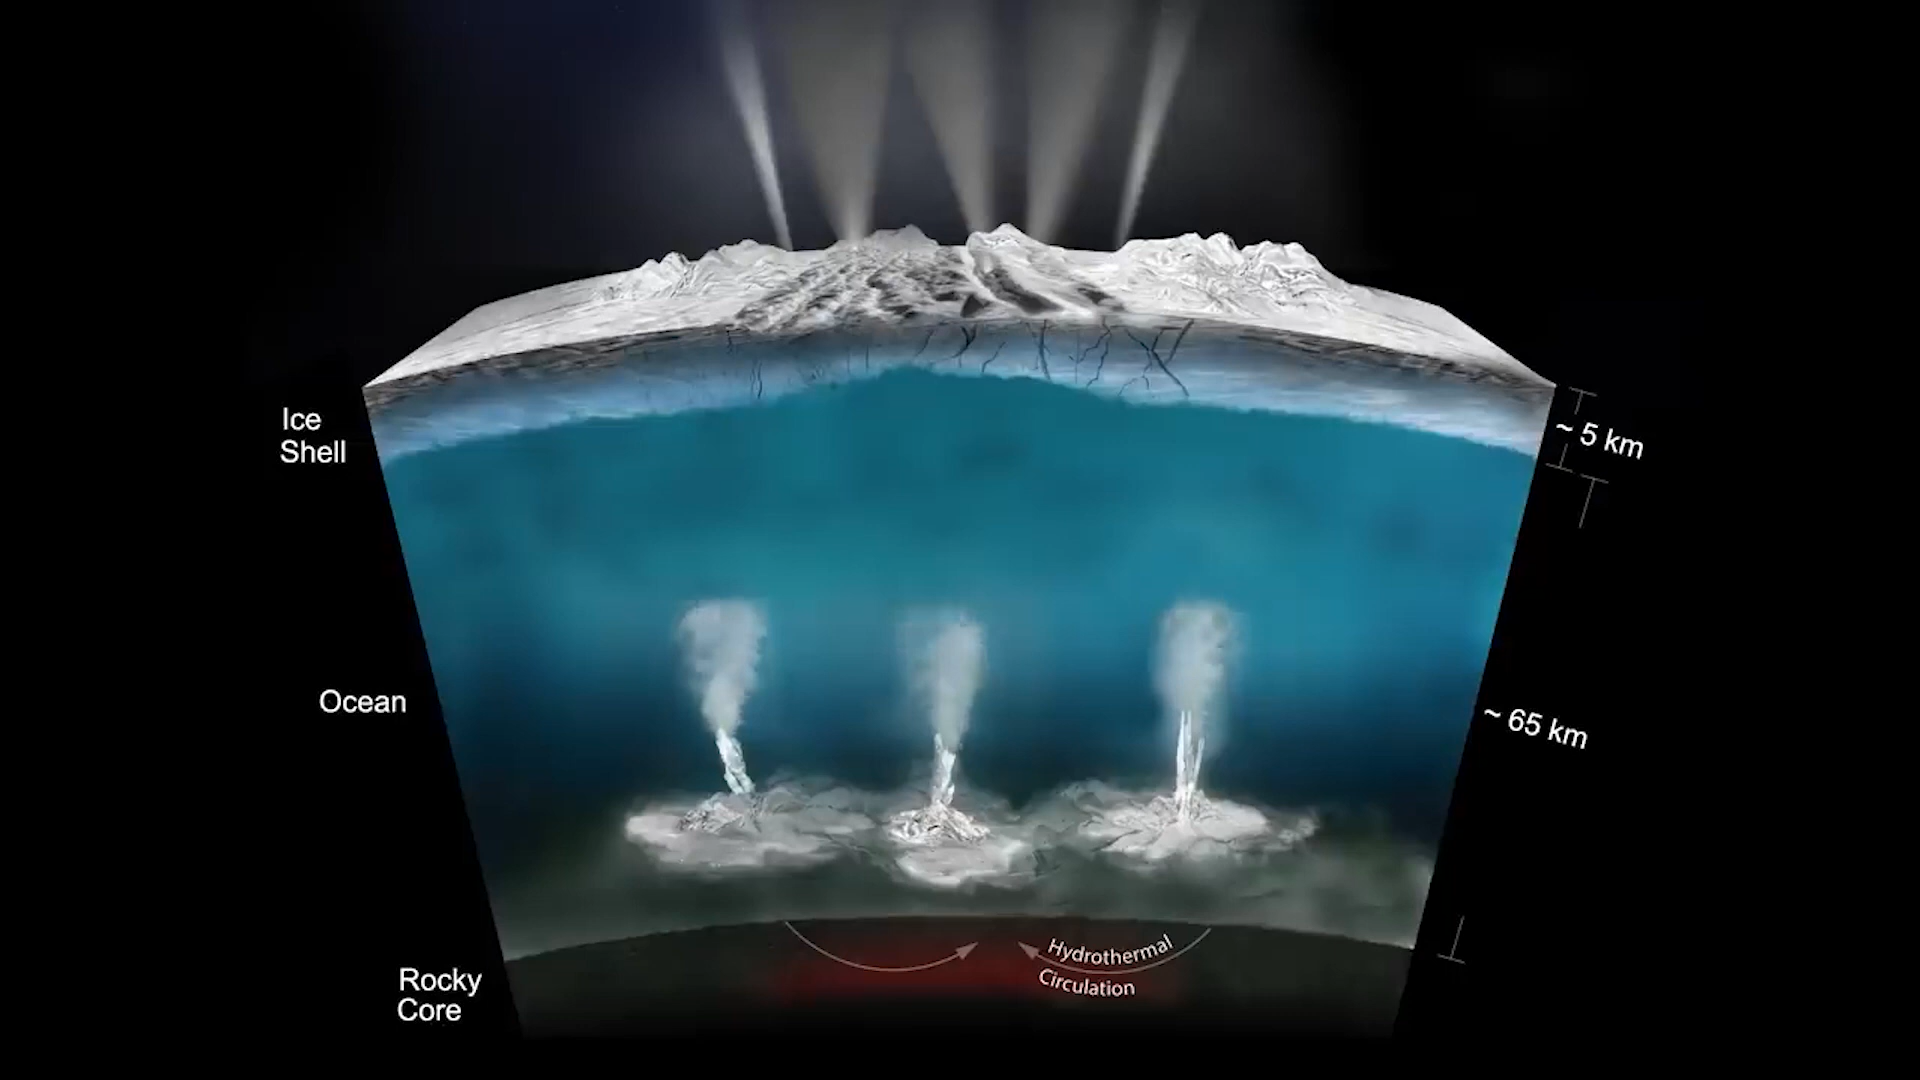 Ice
Shell
~ 5 km
Ocean
~ 65 km
Hydrothermal
Circulation
Rocky
Core